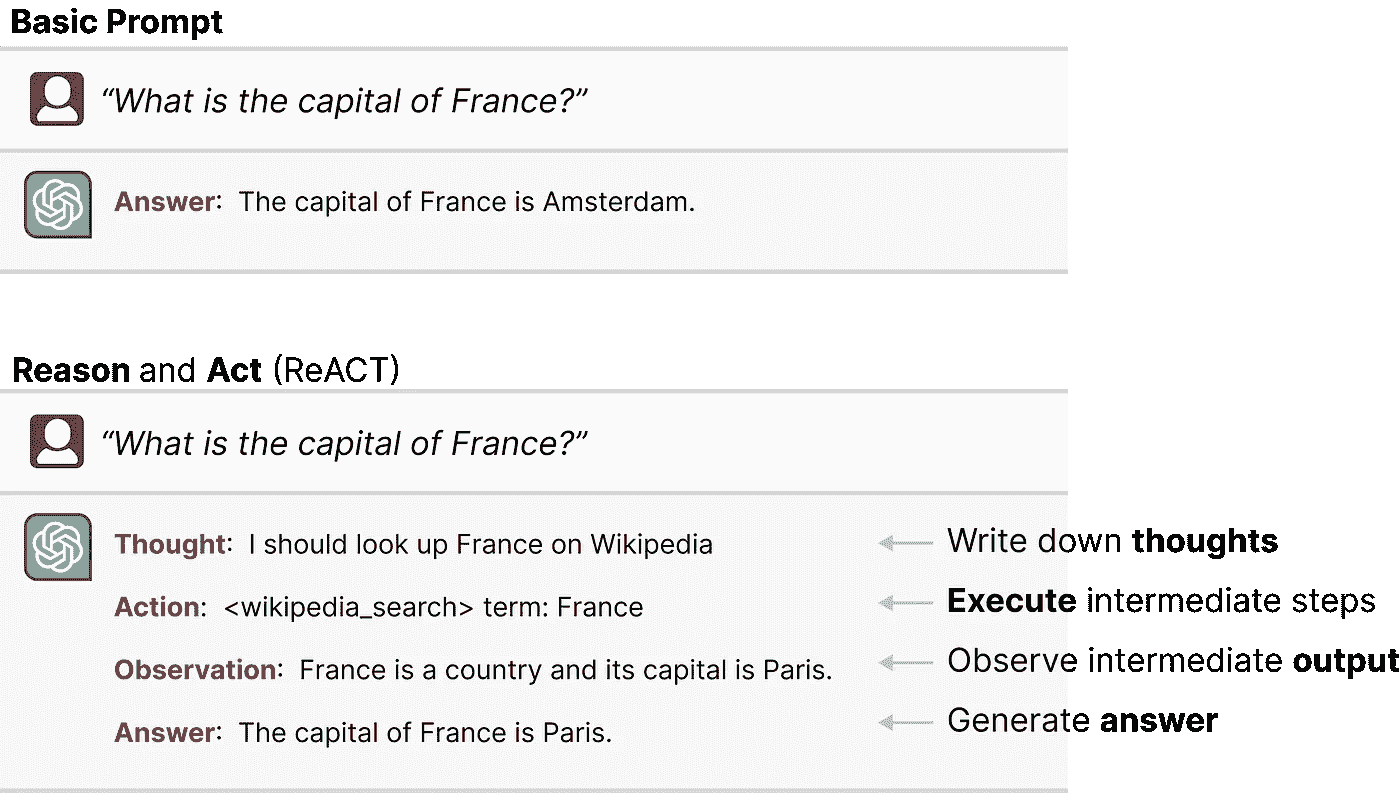 Basic Prompt
“What is the capital of France?”
Answer: The capital of France is Amsterdam.
Reason and Act (ReACT)
“What is the capital of France?”
Thought: I should look up France on Wikipedia
Write down thoughts
Action: <wikipedia_search> term: France
Execute intermediate steps
Observation: France is a country and its capital is Paris.
Observe intermediate output
Answer: The capital of France is Paris.
Generate answer